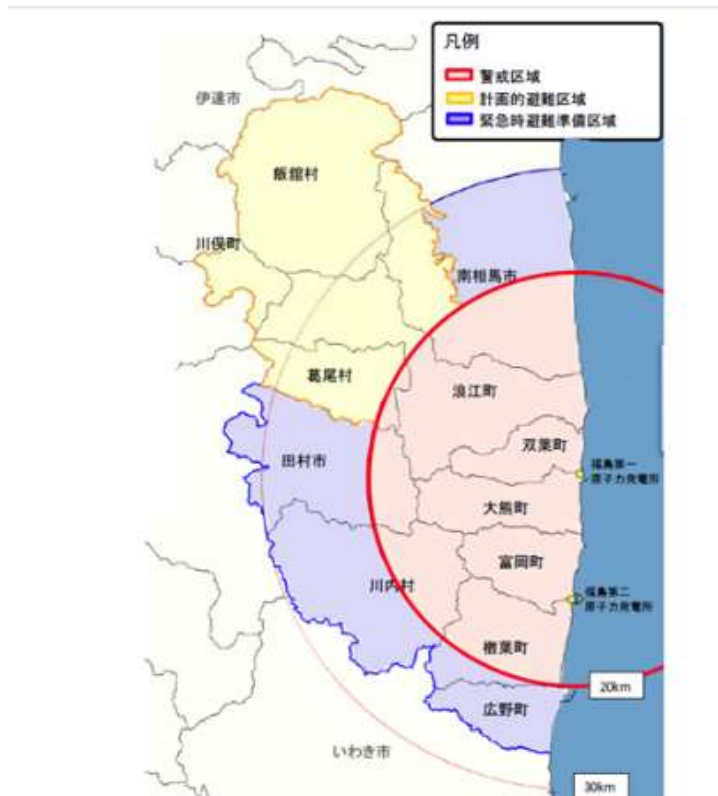 凡例
警戒区域
計画的避難区域
緊急時避難準備区域
伊達市
飯舘村
川俣町
南相馬市
葛尾村
浪江町
双葉町
田村市
福島第一
原子力発電所
大熊町
富岡町
川内村
福島第二
原子力発電所
楢葉町
20km
広野町
いわき市
30km